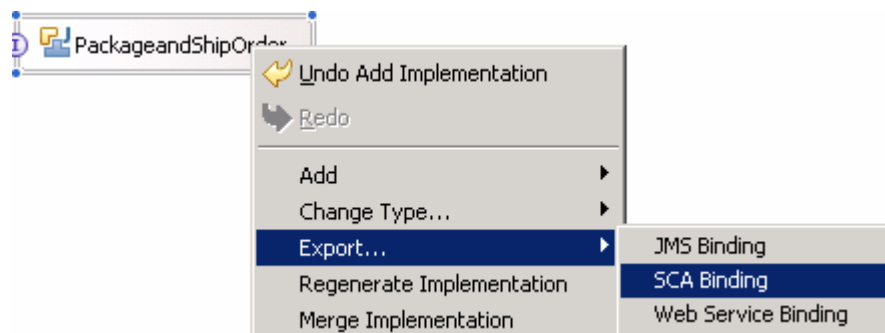 PackageandShipOrder
Undo Add Implementation
Redo
Add
Change Type...
Export...
JMS Binding
Regenerate Implementation
SCA Binding
Merge Implementation
Web Service Binding